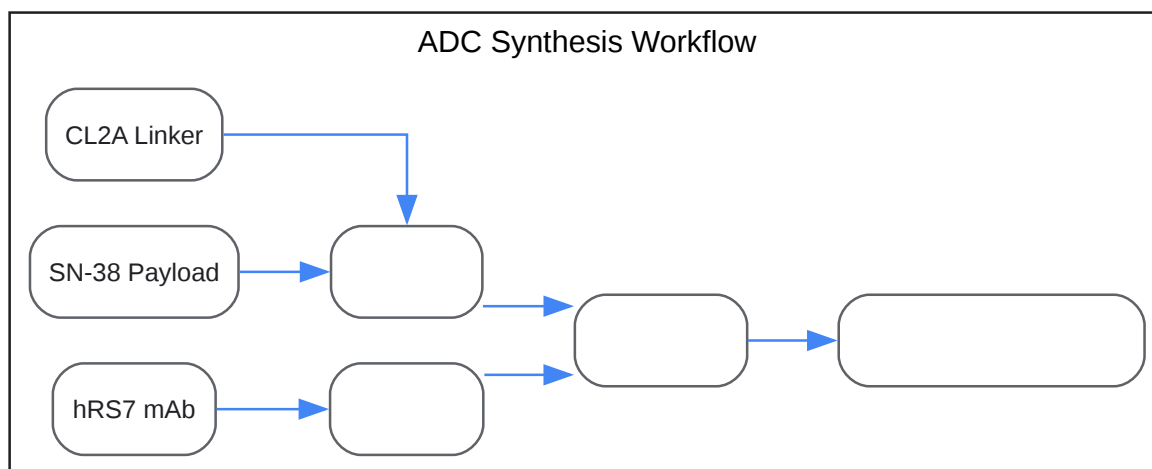 ADC Synthesis Workflow
CL2A Linker
SN-38 Payload
hRS7 mAb